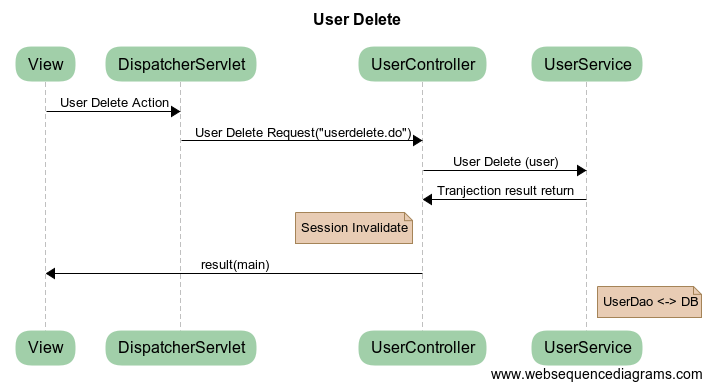 User Delete
View DispatcherServlet UserController UserService
User Delete Action
User Delete Request("userdelete.do")
User Delete (user)
Tranjection result return
Session Invalidate
result(main)
UserDao <-> DB
View DispatcherServlet UserController UserService
www.websequencediagrams.com